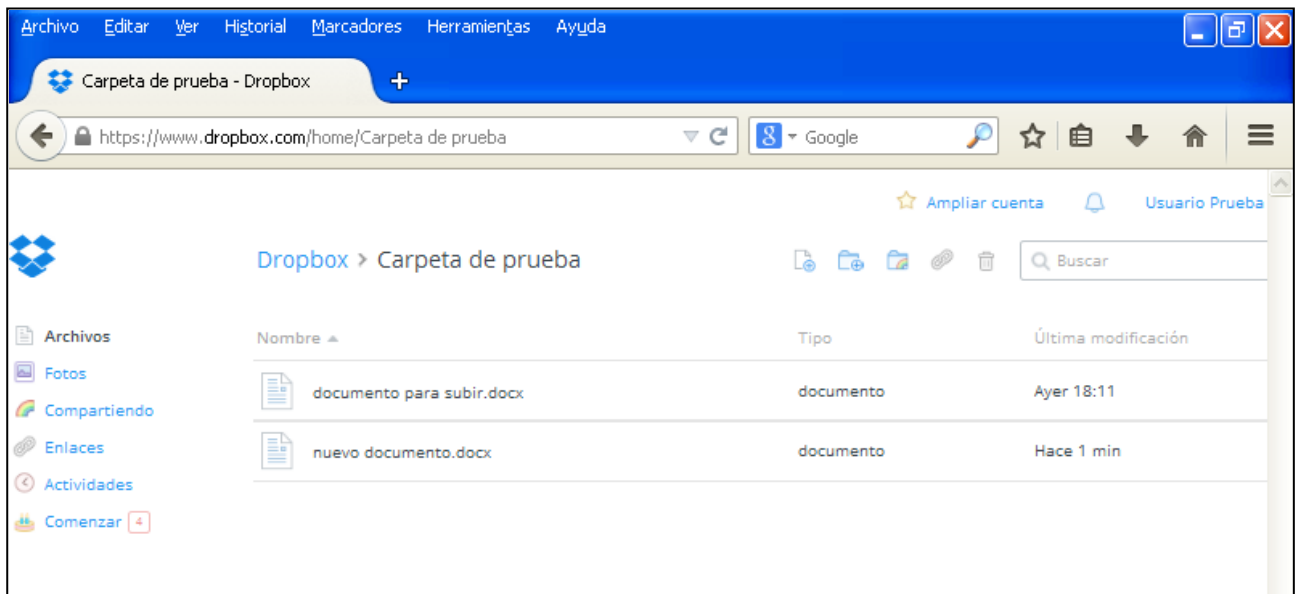 Archivo Editar Ver Historial Marcadores Herramientas Ayuda
Carpeta de prueba - Dropbox
https://www.dropbox.com/home/Carpeta de prueba
8 Google
Ampliar cuenta Usuario Prueba
Dropbox > Carpeta de prueba
Buscar
Archivos
Fotos
Compartiendo
Enlaces
Actividades
Comenzar 4
Nombre Tipo Última modificación
documento para subir.docx documento Ayer 18:11
nuevo documento.docx documento Hace 1 min